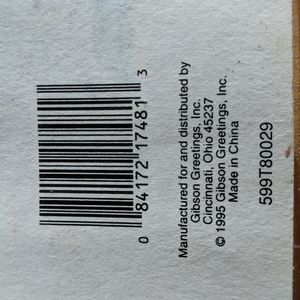 0 84172 17481 3
Manufactured for and distributed by
Gibson Greetings, Inc.
Cincinnati, Ohio 45237
© 1995 Gibson Greetings, Inc.
Made in China
599T80029